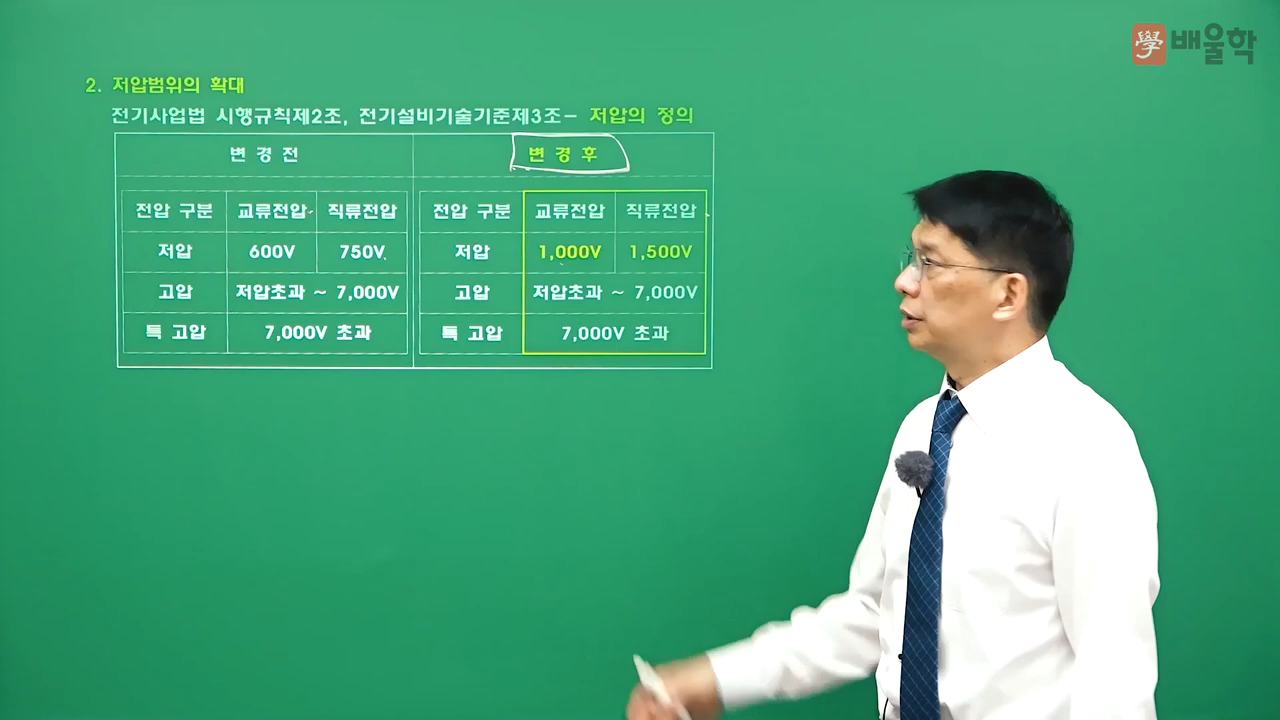 學 배울학
2. 저압범위의 확대
전기사업법 시행규칙제2조, 전기설비기술기준제3조- 저압의 정의
변 경 전 변 경 후
전압 구분 교류전압 직류전압 전압 구분 교류전압 직류전압
저압 600V 750V 저압 1,000V 1,500V
고압 저압초과 ~ 7,000V 고압 저압초과 ~ 7,000V
특 고압 7,000V 초과 특 고압 7,000V 초과